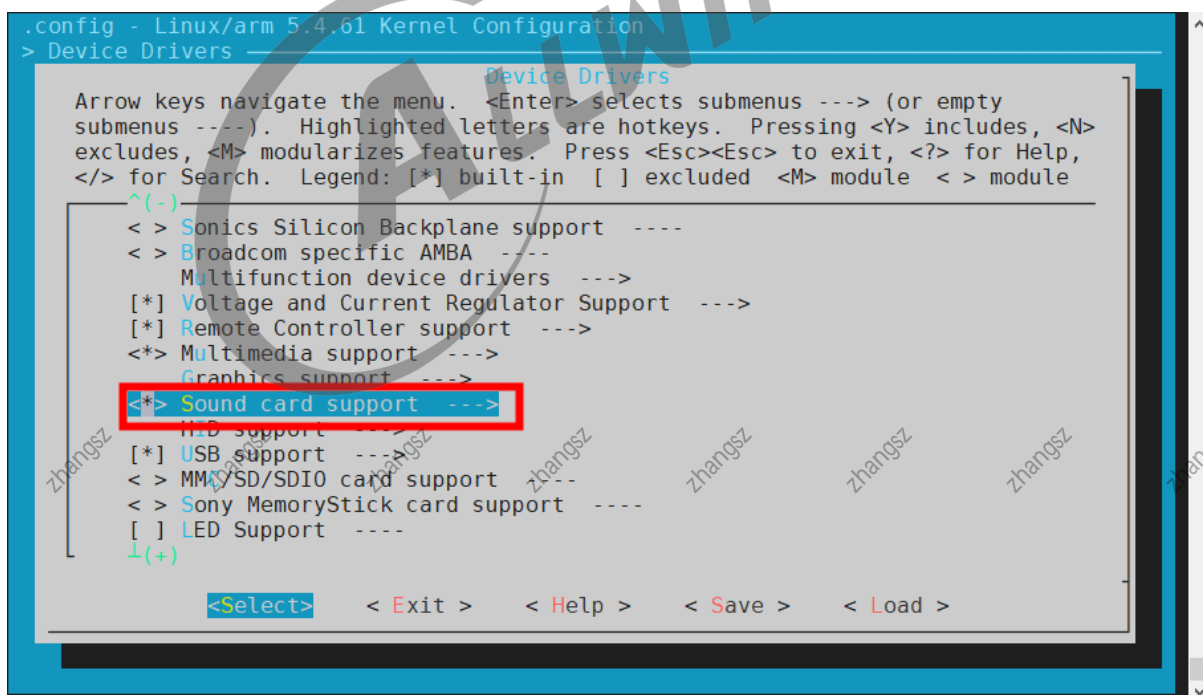 .config - Linux/arm 5.4.61 Kernel Configuration
> Device Drivers
Device Drivers
Arrow keys navigate the menu.  <Enter> selects submenus ---> (or empty
submenus ----).  Highlighted letters are hotkeys.  Pressing <Y> includes, <N>
excludes, <M> modularizes features.  Press <Esc><Esc> to exit, <?> for Help,
</> for Search.  Legend: [*] built-in  [ ] excluded  <M> module  < > module
^(-)
< > Sonics Silicon Backplane support  ----
< > Broadcom specific AMBA  ----
Multifunction device drivers  --->
[*] Voltage and Current Regulator Support  --->
[*] Remote Controller support  --->
<*> Multimedia support  --->
Graphics support  --->
<*> Sound card support  --->
HID support  --->
[*] USB support  --->
< > MMC/SD/SDIO card support  ----
< > Sony MemoryStick card support  ----
[ ] LED Support  ----
┴(+)
<Select>    < Exit >    < Help >    < Save >    < Load >
ALLWI
zhangsz zhangsz zhangsz zhangsz zhangsz zhangsz zhangsz